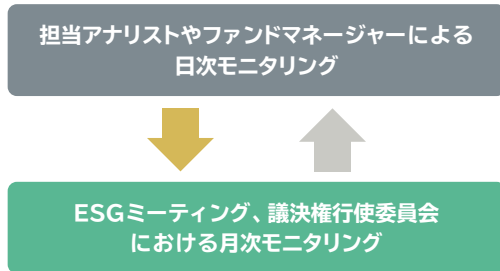 担当アナリストやファンドマネージャーによる
日次モニタリング
ESGミーティング、議決権行使委員会
における月次モニタリング